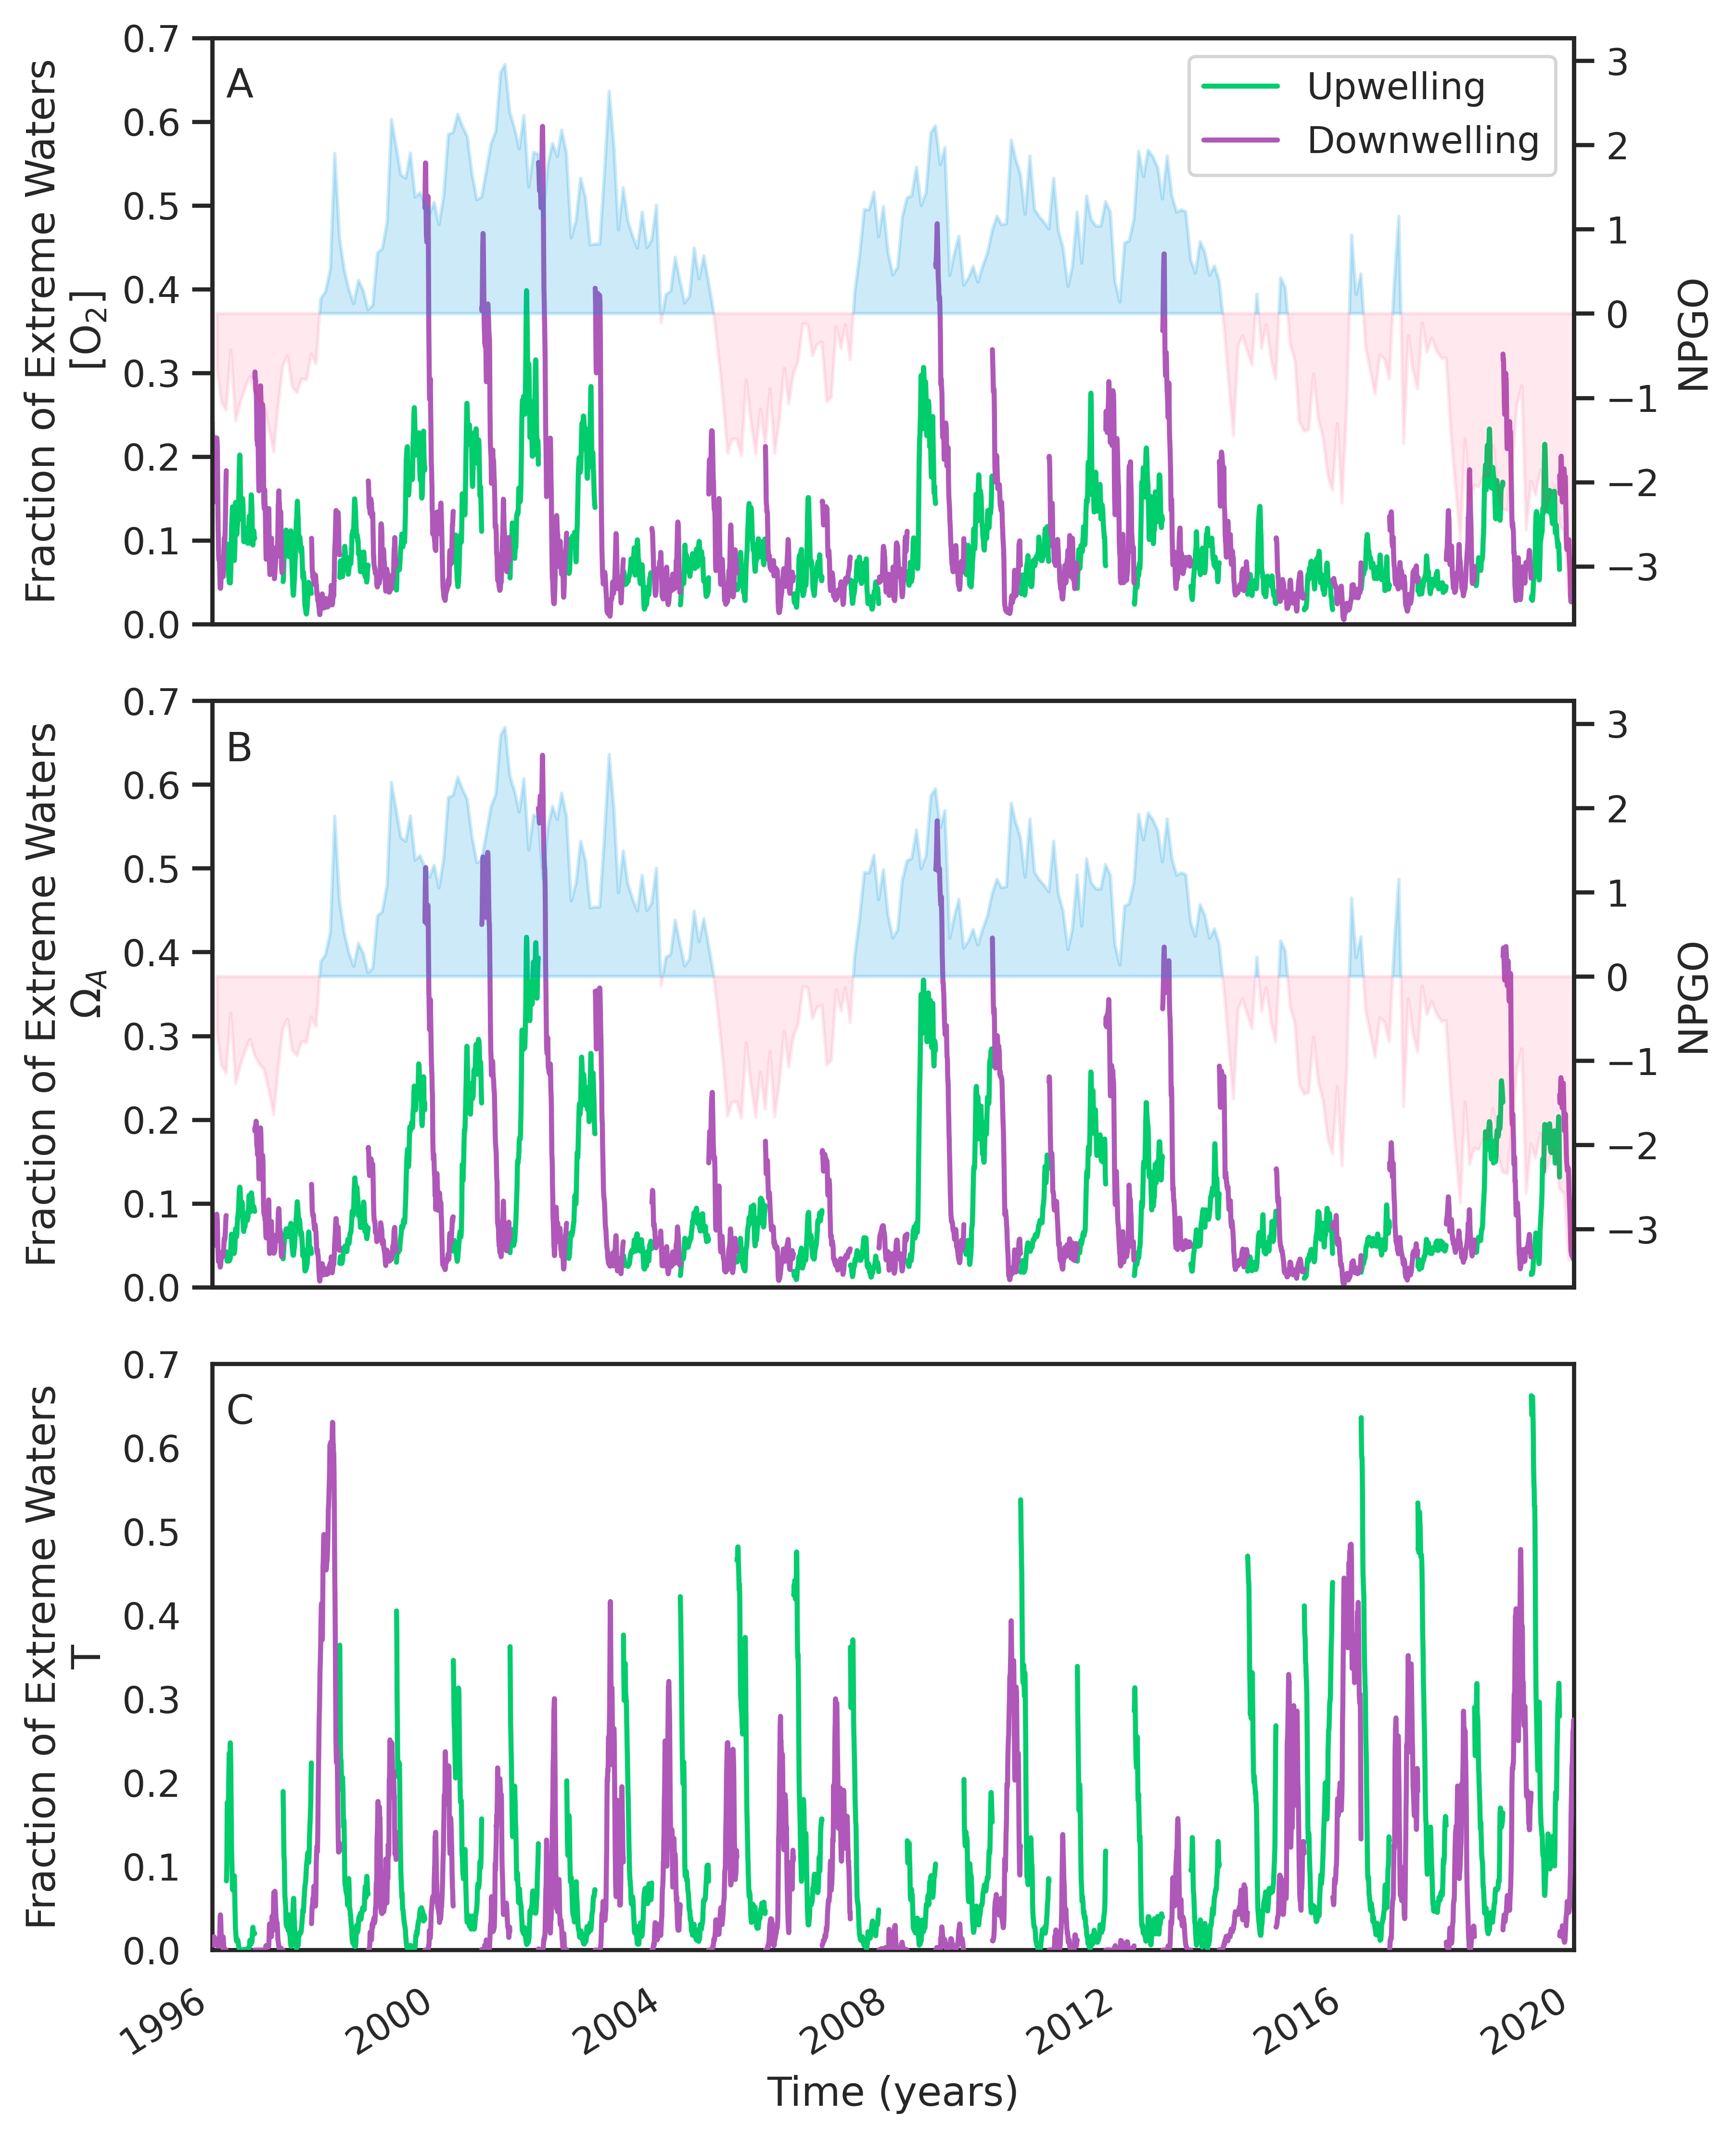 Fraction of Extreme Waters
[O₂]
0.7
0.6
0.5
0.4
0.3
0.2
0.1
0.0
A
Upwelling
Downwelling
3
2
1
0
−1
−2
−3
NPGO
Fraction of Extreme Waters
Ω_A
0.7
0.6
0.5
0.4
0.3
0.2
0.1
0.0
B
3
2
1
0
−1
−2
−3
NPGO
Fraction of Extreme Waters
T
0.7
0.6
0.5
0.4
0.3
0.2
0.1
0.0
C
1996 2000 2004 2008 2012 2016 2020
Time (years)